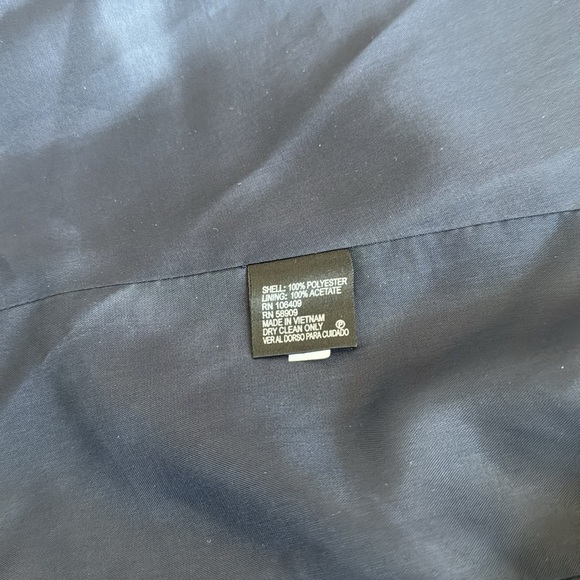 SHELL: 100% POLYESTER
LINING: 100% ACETATE
RN 106409
RN 58909
MADE IN VIETNAM
DRY CLEAN ONLY
VER AL DORSO PARA CUIDADO
P